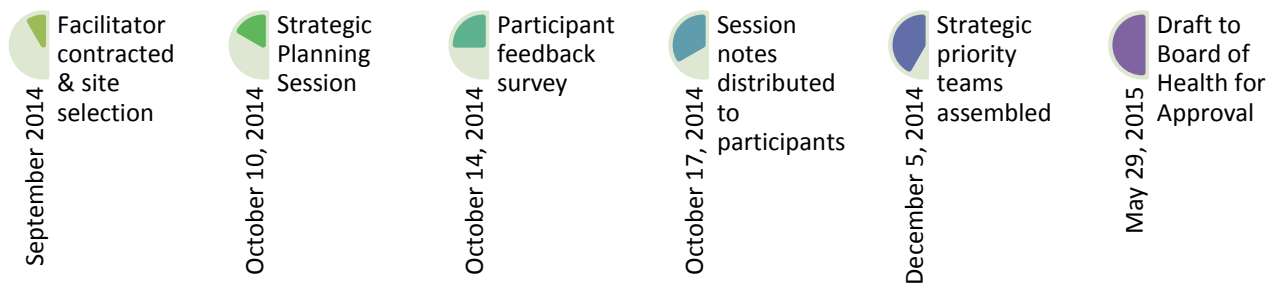 Facilitator
contracted
& site
selection
September 2014
Strategic
Planning
Session
October 10, 2014
Participant
feedback
survey
October 14, 2014
Session
notes
distributed
to
participants
October 17, 2014
Strategic
priority
teams
assembled
December 5, 2014
Draft to
Board of
Health for
Approval
May 29, 2015